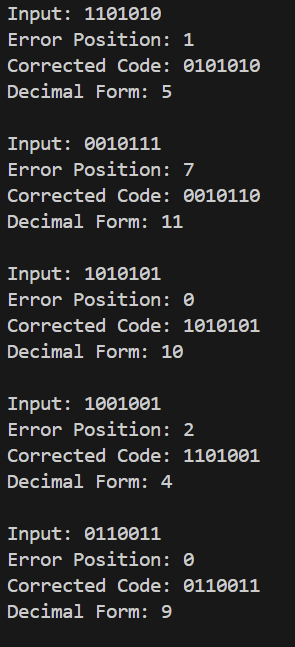 Input: 1101010
Error Position: 1
Corrected Code: 0101010
Decimal Form: 5
Input: 0010111
Error Position: 7
Corrected Code: 0010110
Decimal Form: 11
Input: 1010101
Error Position: 0
Corrected Code: 1010101
Decimal Form: 10
Input: 1001001
Error Position: 2
Corrected Code: 1101001
Decimal Form: 4
Input: 0110011
Error Position: 0
Corrected Code: 0110011
Decimal Form: 9